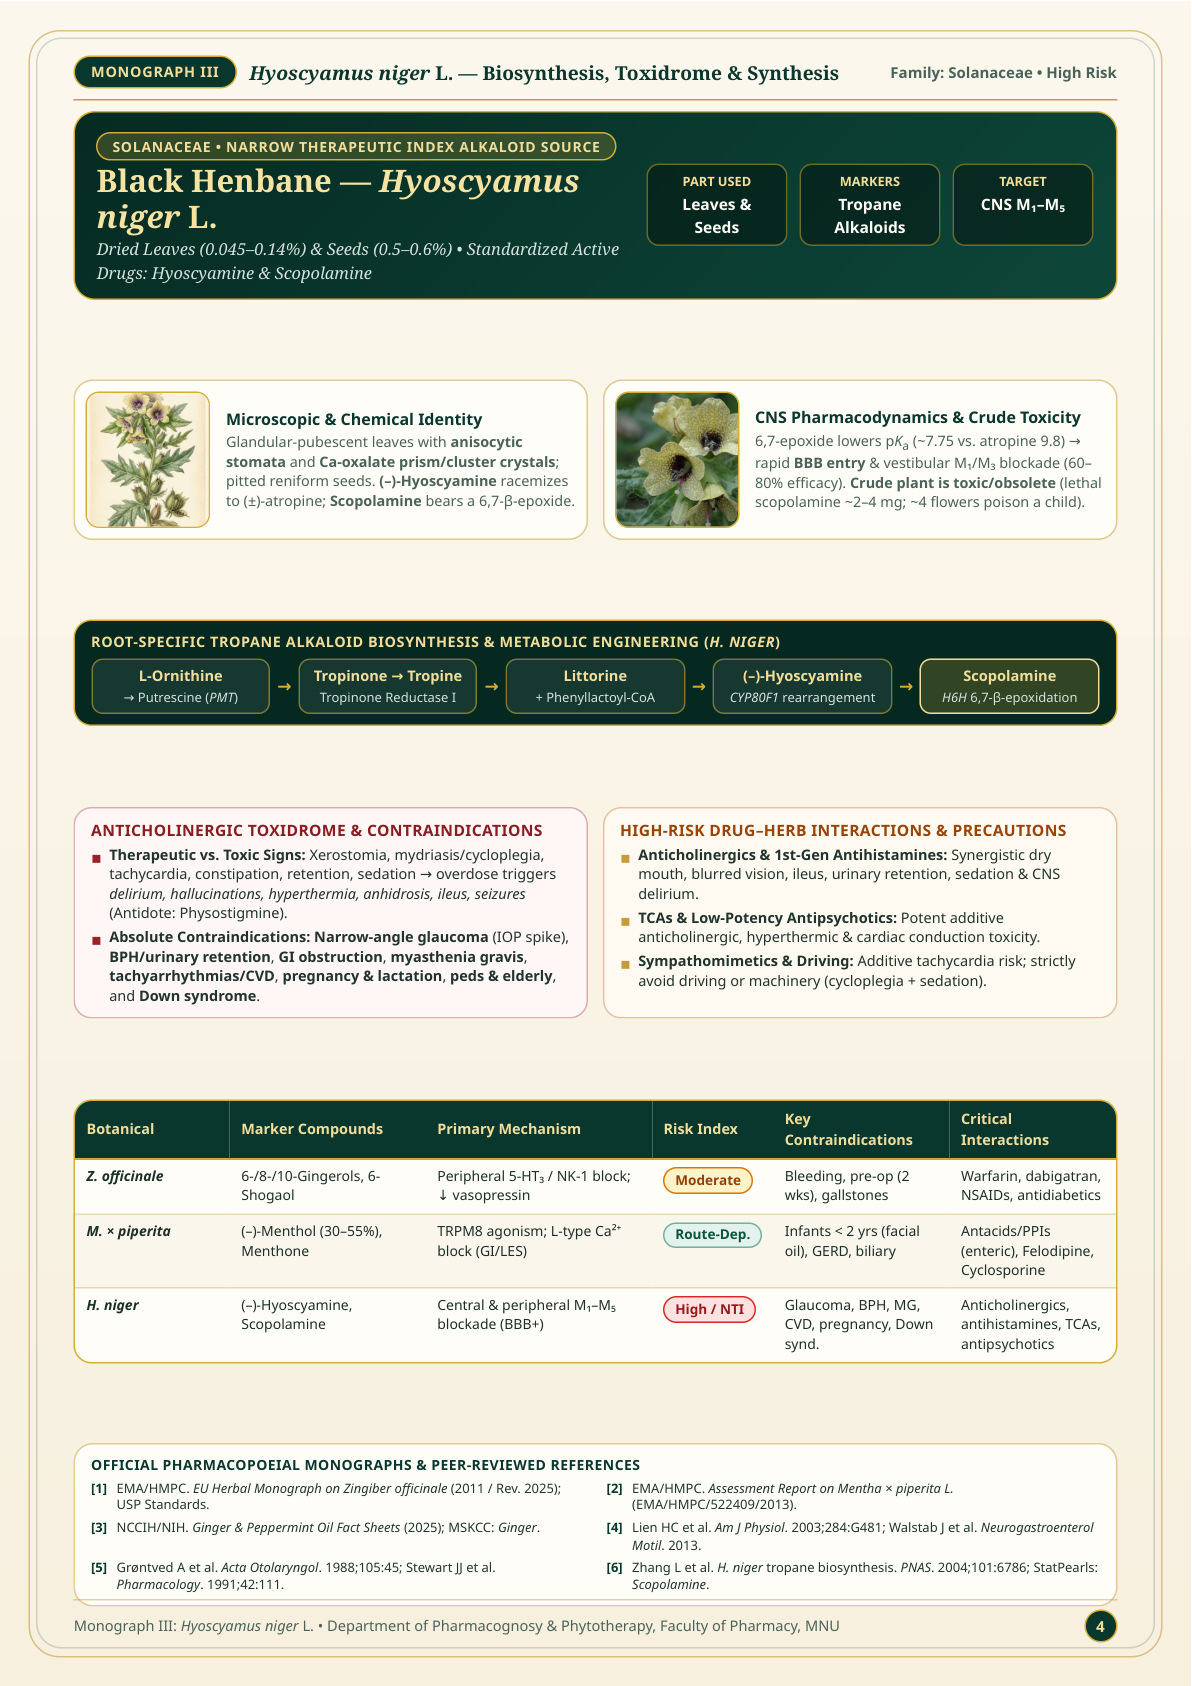 MONOGRAPH III
Hyoscyamus niger L. — Biosynthesis, Toxidrome & Synthesis
Family: Solanaceae • High Risk
SOLANACEAE • NARROW THERAPEUTIC INDEX ALKALOID SOURCE
Black Henbane — Hyoscyamus
niger L.
Dried Leaves (0.045–0.14%) & Seeds (0.5–0.6%) • Standardized Active
Drugs: Hyoscyamine & Scopolamine
PART USED
Leaves &
Seeds
MARKERS
Tropane
Alkaloids
TARGET
CNS M₁–M₅
Microscopic & Chemical Identity
Glandular-pubescent leaves with anisocytic
stomata and Ca-oxalate prism/cluster crystals;
pitted reniform seeds. (–)-Hyoscyamine racemizes
to (±)-atropine; Scopolamine bears a 6,7-β-epoxide.
CNS Pharmacodynamics & Crude Toxicity
6,7-epoxide lowers pKa (~7.75 vs. atropine 9.8) →
rapid BBB entry & vestibular M₁/M₃ blockade (60–
80% efficacy). Crude plant is toxic/obsolete (lethal
scopolamine ~2–4 mg; ~4 flowers poison a child).
ROOT-SPECIFIC TROPANE ALKALOID BIOSYNTHESIS & METABOLIC ENGINEERING (H. NIGER)
L-Ornithine
→ Putrescine (PMT)
→
Tropinone → Tropine
Tropinone Reductase I
→
Littorine
+ Phenyllactoyl-CoA
→
(–)-Hyoscyamine
CYP80F1 rearrangement
→
Scopolamine
H6H 6,7-β-epoxidation
ANTICHOLINERGIC TOXIDROME & CONTRAINDICATIONS
■ Therapeutic vs. Toxic Signs: Xerostomia, mydriasis/cycloplegia,
tachycardia, constipation, retention, sedation → overdose triggers
delirium, hallucinations, hyperthermia, anhidrosis, ileus, seizures
(Antidote: Physostigmine).
■ Absolute Contraindications: Narrow-angle glaucoma (IOP spike),
BPH/urinary retention, GI obstruction, myasthenia gravis,
tachyarrhythmias/CVD, pregnancy & lactation, peds & elderly,
and Down syndrome.
HIGH-RISK DRUG–HERB INTERACTIONS & PRECAUTIONS
■ Anticholinergics & 1st-Gen Antihistamines: Synergistic dry
mouth, blurred vision, ileus, urinary retention, sedation & CNS
delirium.
■ TCAs & Low-Potency Antipsychotics: Potent additive
anticholinergic, hyperthermic & cardiac conduction toxicity.
■ Sympathomimetics & Driving: Additive tachycardia risk; strictly
avoid driving or machinery (cycloplegia + sedation).
Botanical
Marker Compounds
Primary Mechanism
Risk Index
Key
Contraindications
Critical
Interactions
Z. officinale
6-/8-/10-Gingerols, 6-
Shogaol
Peripheral 5-HT₃ / NK-1 block;
↓ vasopressin
Moderate
Bleeding, pre-op (2
wks), gallstones
Warfarin, dabigatran,
NSAIDs, antidiabetics
M. × piperita
(–)-Menthol (30–55%),
Menthone
TRPM8 agonism; L-type Ca²⁺
block (GI/LES)
Route-Dep.
Infants < 2 yrs (facial
oil), GERD, biliary
Antacids/PPIs
(enteric), Felodipine,
Cyclosporine
H. niger
(–)-Hyoscyamine,
Scopolamine
Central & peripheral M₁–M₅
blockade (BBB+)
High / NTI
Glaucoma, BPH, MG,
CVD, pregnancy, Down
synd.
Anticholinergics,
antihistamines, TCAs,
antipsychotics
OFFICIAL PHARMACOPOEIAL MONOGRAPHS & PEER-REVIEWED REFERENCES
[1] EMA/HMPC. EU Herbal Monograph on Zingiber officinale (2011 / Rev. 2025);
USP Standards.
[2] EMA/HMPC. Assessment Report on Mentha × piperita L.
(EMA/HMPC/522409/2013).
[3] NCCIH/NIH. Ginger & Peppermint Oil Fact Sheets (2025); MSKCC: Ginger.
[4] Lien HC et al. Am J Physiol. 2003;284:G481; Walstab J et al. Neurogastroenterol
Motil. 2013.
[5] Grøntved A et al. Acta Otolaryngol. 1988;105:45; Stewart JJ et al.
Pharmacology. 1991;42:111.
[6] Zhang L et al. H. niger tropane biosynthesis. PNAS. 2004;101:6786; StatPearls:
Scopolamine.
Monograph III: Hyoscyamus niger L. • Department of Pharmacognosy & Phytotherapy, Faculty of Pharmacy, MNU
4